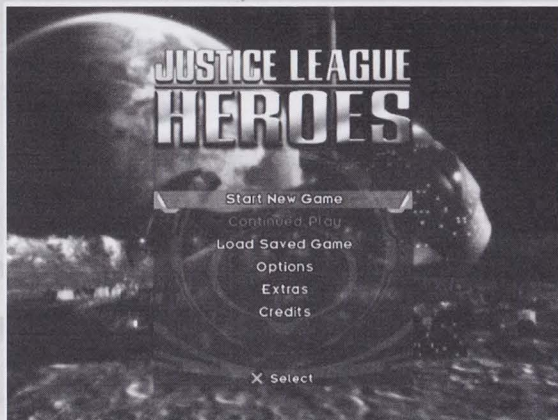 JUSTICE LEAGUE
HEROES
Start New Game
Continued Play
Load Saved Game
Options
Extras
Credits
X Select